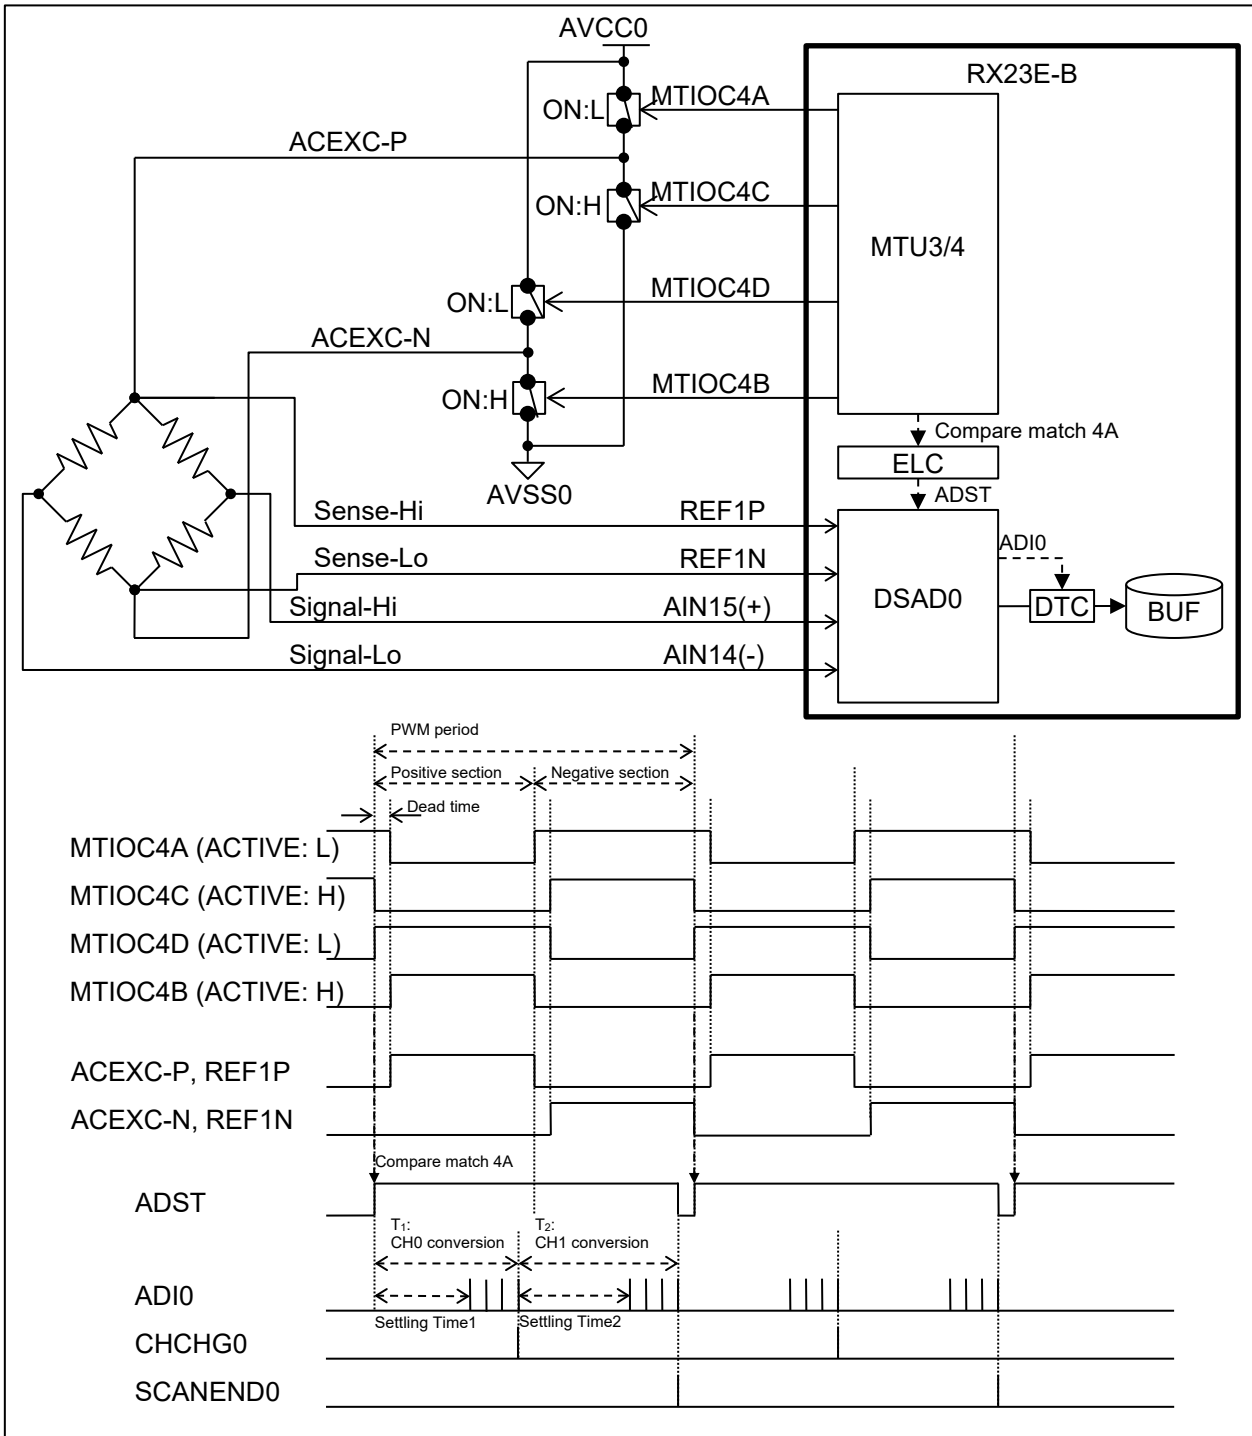 AVCC0
RX23E-B
ON:L
MTIOC4A
ACEXC-P
ON:H
MTIOC4C
MTU3/4
ON:L
MTIOC4D
ACEXC-N
ON:H
MTIOC4B
Compare match 4A
ELC
AVSS0
ADST
Sense-Hi
REF1P
ADI0
Sense-Lo
REF1N
DSAD0
DTC
BUF
Signal-Hi
AIN15(+)
Signal-Lo
AIN14(-)
PWM period
Positive section
Negative section
Dead time
MTIOC4A (ACTIVE: L)
MTIOC4C (ACTIVE: H)
MTIOC4D (ACTIVE: L)
MTIOC4B (ACTIVE: H)
ACEXC-P, REF1P
ACEXC-N, REF1N
Compare match 4A
ADST
T₁:
CH0 conversion
T₂:
CH1 conversion
ADI0
Settling Time1
Settling Time2
CHCHG0
SCANEND0